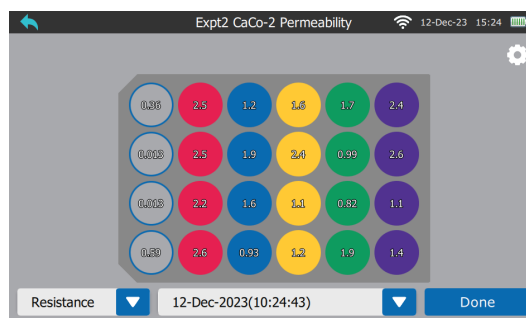 Expt2 CaCo-2 Permeability 12-Dec-23 15:24
0.36 2.5 1.2 1.6 1.7 2.4
0.013 2.5 1.9 2.4 0.99 2.6
0.013 2.2 1.6 1.1 0.82 1.1
0.59 2.6 0.93 1.2 1.9 1.4
Resistance 12-Dec-2023(10:24:43) Done